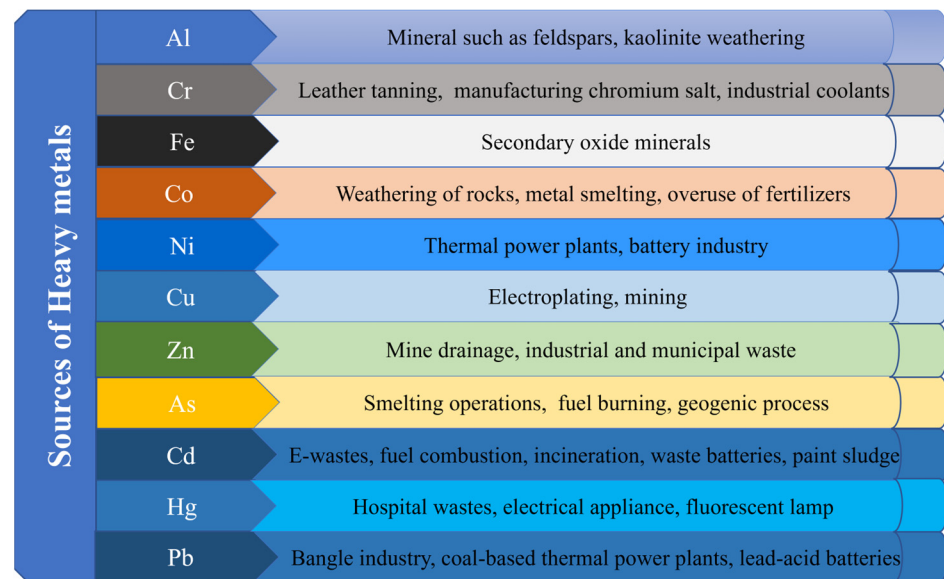 Sources of Heavy metals
Al
Mineral such as feldspars, kaolinite weathering
Cr
Leather tanning, manufacturing chromium salt, industrial coolants
Fe
Secondary oxide minerals
Co
Weathering of rocks, metal smelting, overuse of fertilizers
Ni
Thermal power plants, battery industry
Cu
Electroplating, mining
Zn
Mine drainage, industrial and municipal waste
As
Smelting operations, fuel burning, geogenic process
Cd
E-wastes, fuel combustion, incineration, waste batteries, paint sludge
Hg
Hospital wastes, electrical appliance, fluorescent lamp
Pb
Bangle industry, coal-based thermal power plants, lead-acid batteries